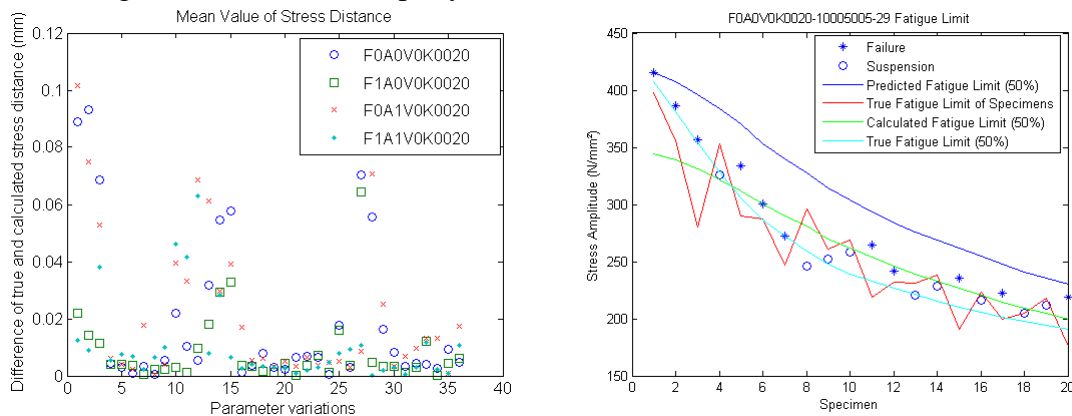 Mean Value of Stress Distance
Difference of true and calculated stress distance (mm)
0.12
0.1
0.08
0.06
0.04
0.02
0
0 5 10 15 20 25 30 35 40
Parameter variations
F0A0V0K0020
F1A0V0K0020
F0A1V0K0020
F1A1V0K0020
F0A0V0K0020-10005005-29 Fatigue Limit
Stress Amplitude (N/mm²)
450
400
350
300
250
200
150
0 2 4 6 8 10 12 14 16 18 20
Specimen
Failure
Suspension
Predicted Fatigue Limit (50%)
True Fatigue Limit of Specimens
Calculated Fatigue Limit (50%)
True Fatigue Limit (50%)